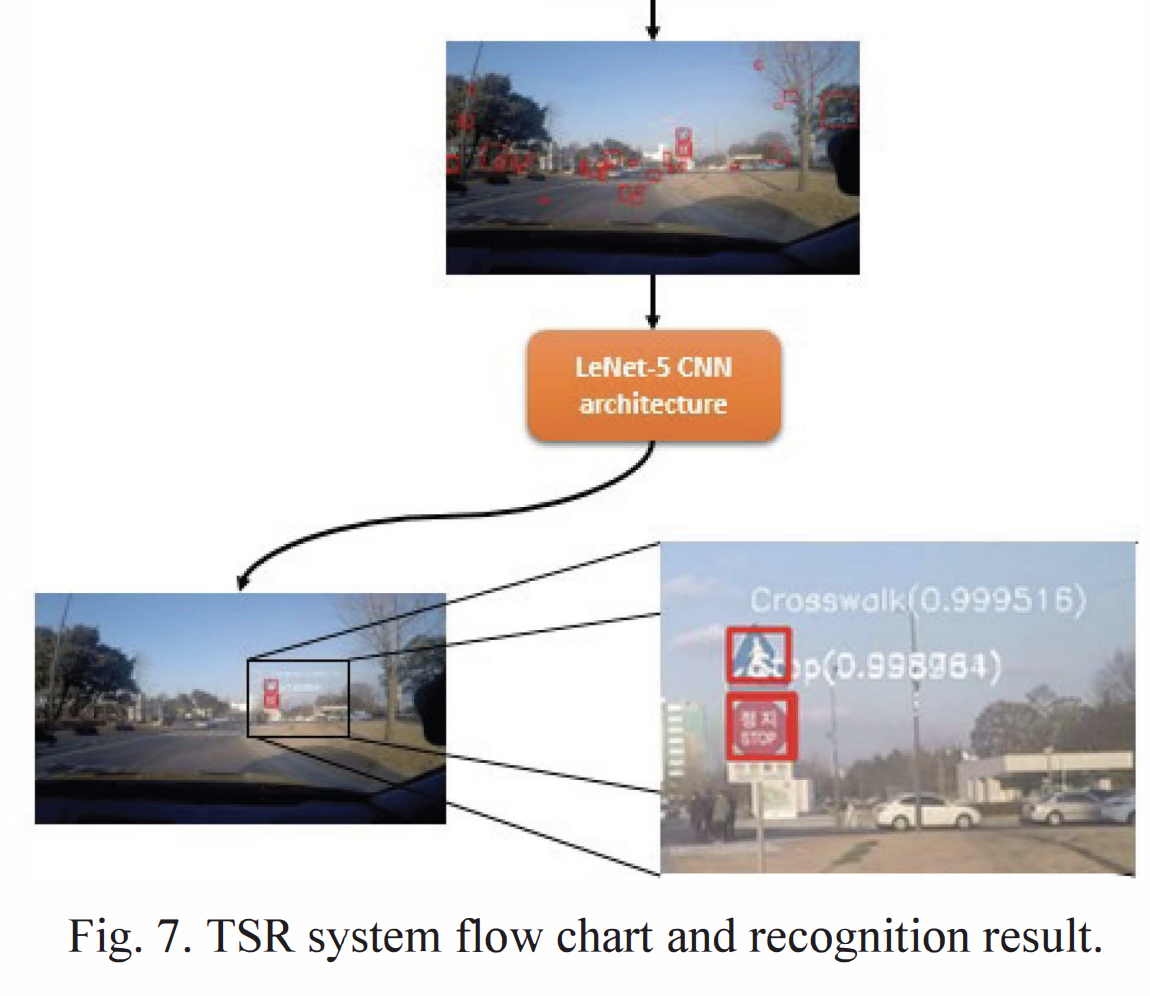 LeNet-5 CNN
architecture
Crosswalk(0.999516)
정지
STOP
Fig. 7. TSR system flow chart and recognition result.